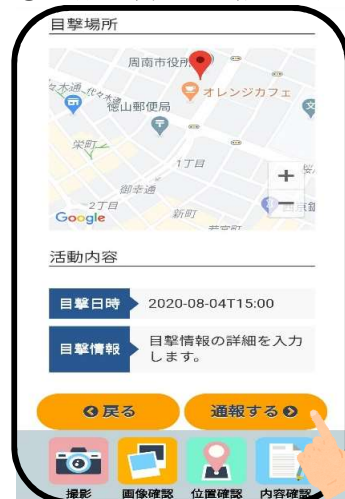 目撃場所
周南市役所
オレンジカフェ
徳山郵便局
栄町
1丁目
御幸通
2丁目
新町
Google
+
−
活動内容
目撃日時 2020-08-04T15:00
目撃情報 目撃情報の詳細を入力
します。
戻る 通報する
撮影 画像確認 位置確認 内容確認